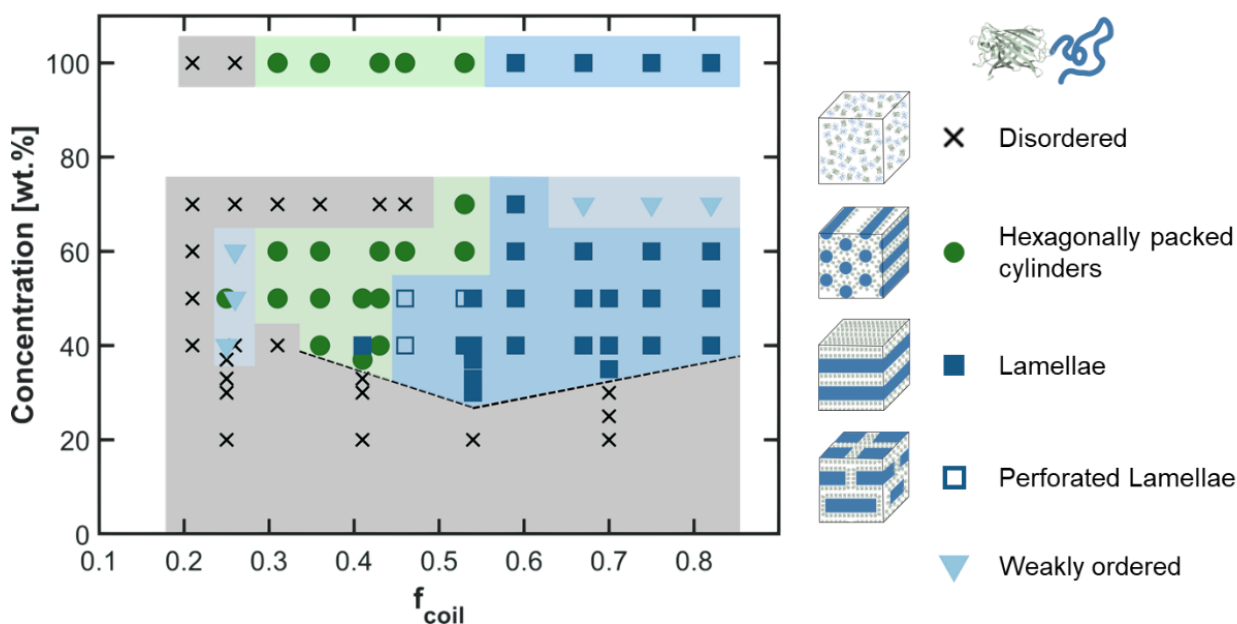 Concentration [wt.%]
100
80
60
40
20
0
0.1 0.2 0.3 0.4 0.5 0.6 0.7 0.8
f_coil
Disordered
Hexagonally packed
cylinders
Lamellae
Perforated Lamellae
Weakly ordered